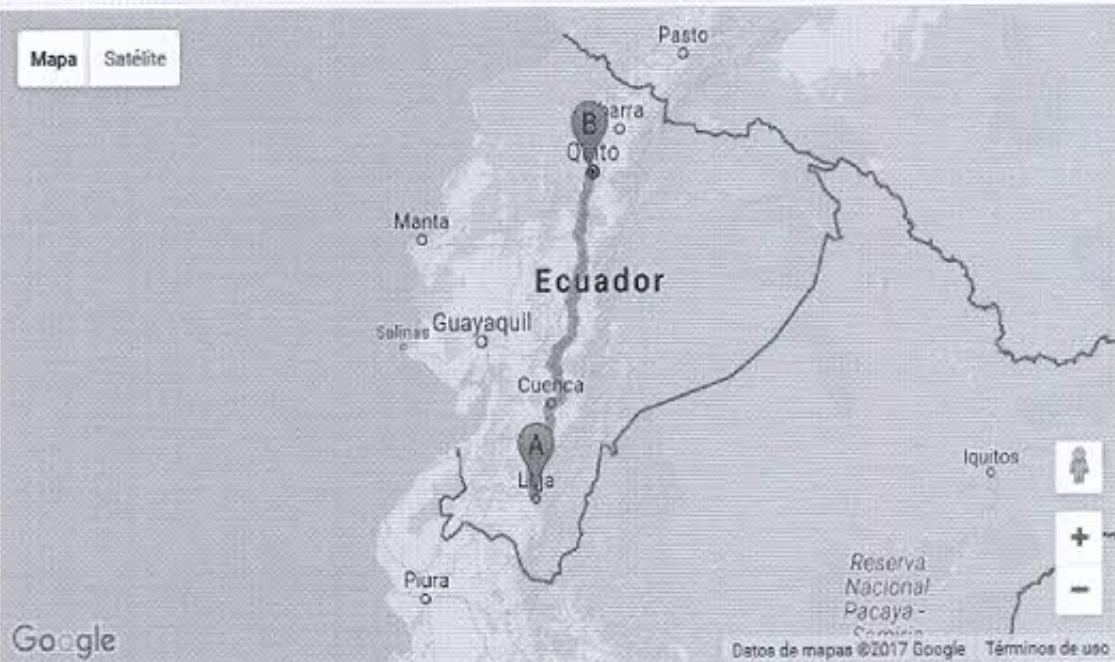 Pasto
Mapa Satélite
B
Quito
Manta
Ecuador
Salinas Guayaquil
Cuenca
A
Loja
Iquitos
+
Reserva
Nacional
Pacaya -
−
Piura
Google
Datos de mapas ©2017 Google Términos de uso